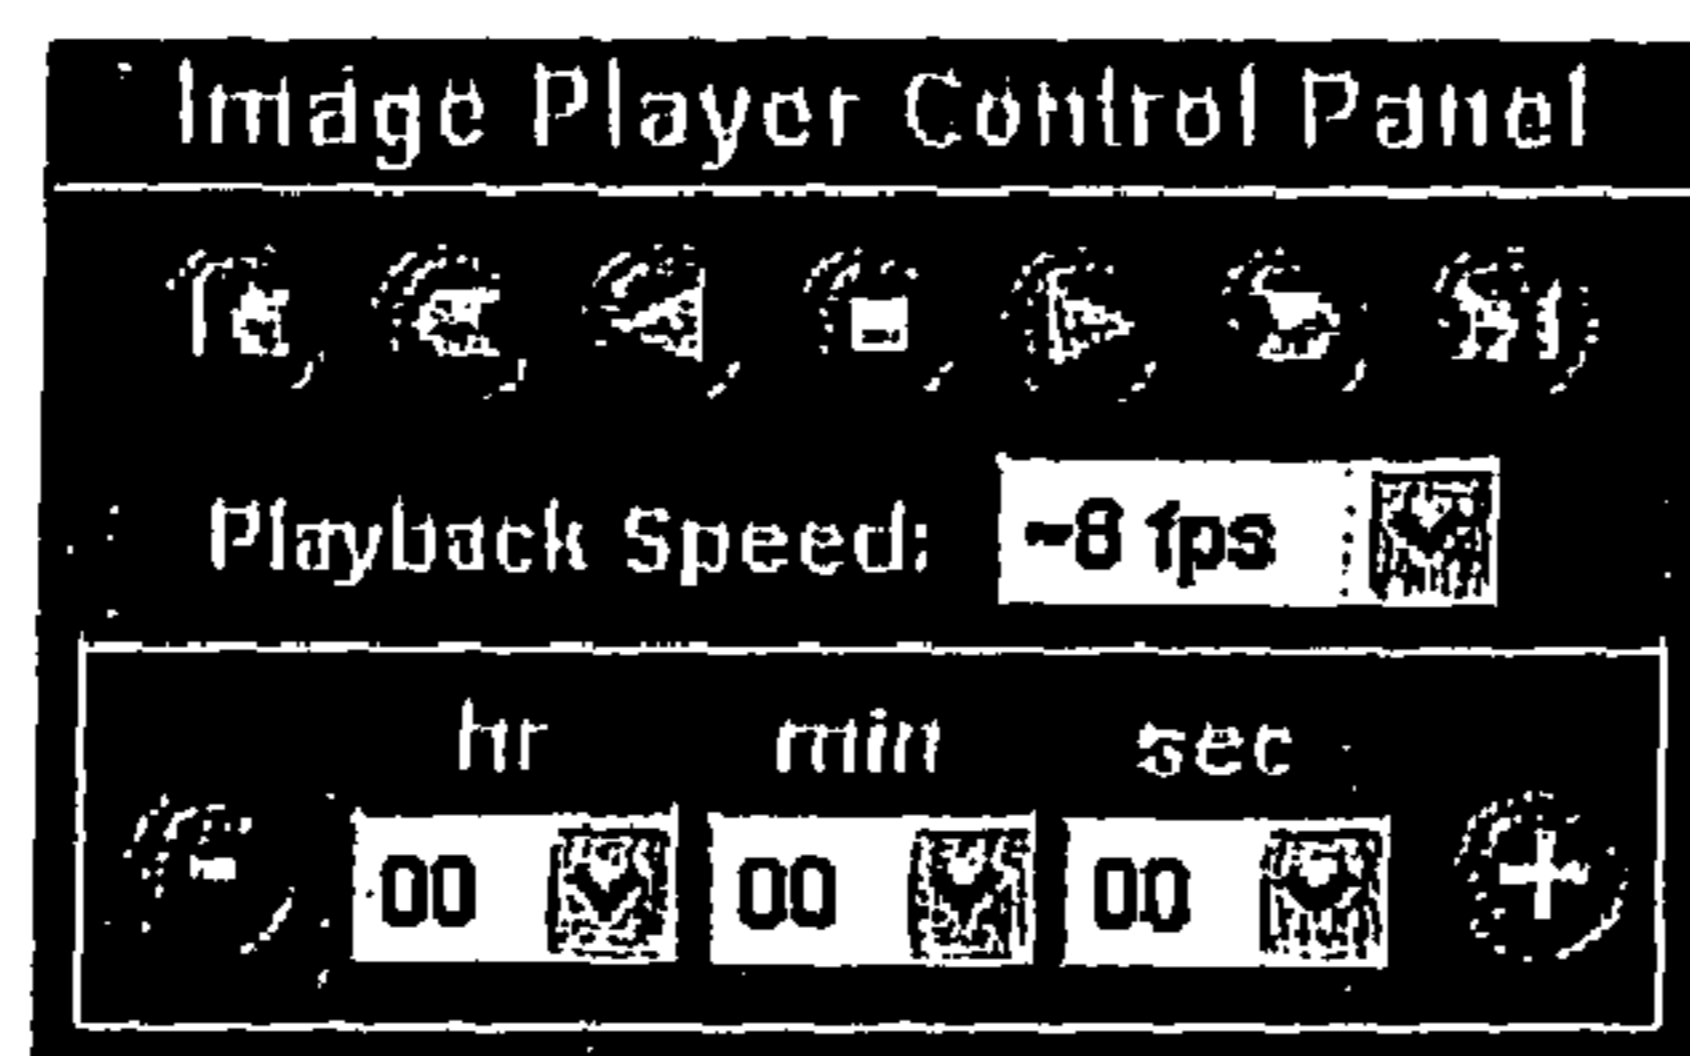 Image Player Control Panel
Playback Speed: ~8 fps
hr min sec
00 00 00